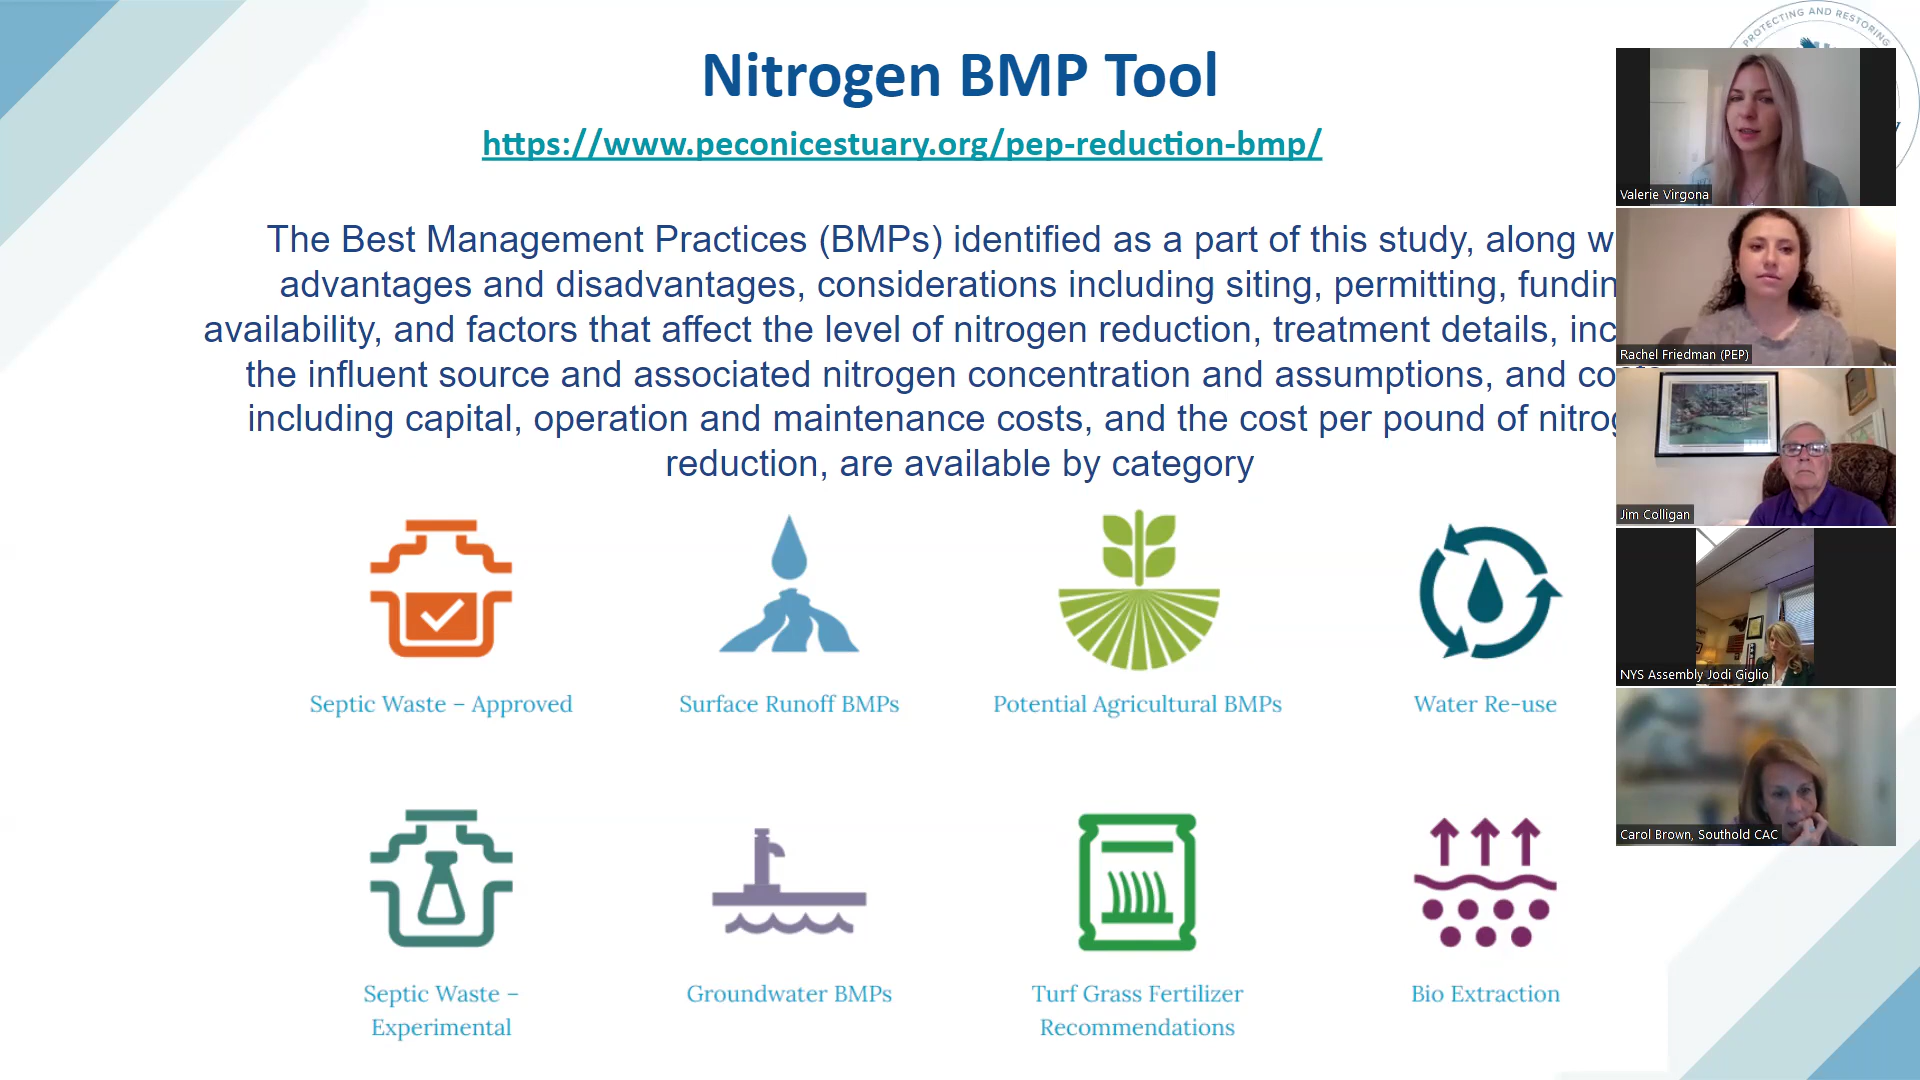 Nitrogen BMP Tool
https://www.peconicestuary.org/pep-reduction-bmp/
The Best Management Practices (BMPs) identified as a part of this study, along
advantages and disadvantages, considerations including siting, permitting,
availability, and factors that affect the level of nitrogen reduction, treatment details,
the influent source and associated nitrogen concentration and assumptions, and
including capital, operation and maintenance costs, and the cost per pound of
reduction, are available by category
Septic Waste – Approved
Surface Runoff BMPs
Potential Agricultural BMPs
Water Re-use
Septic Waste –
Experimental
Groundwater BMPs
Turf Grass Fertilizer
Recommendations
Bio Extraction
PROTECTING AND RESTORING
Valerie Virgona
Rachel Friedman (PEP)
Jim Colligan
NYS Assembly Jodi Giglio
Carol Brown, Southold CAC